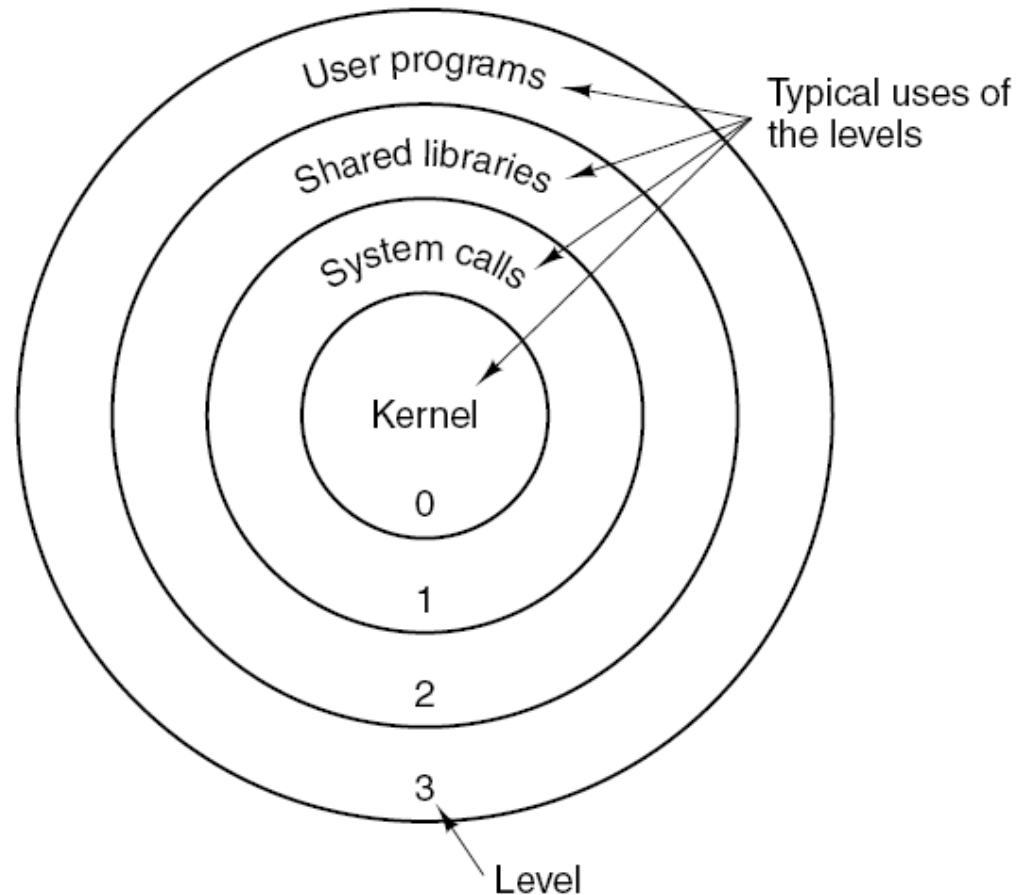 User programs
Typical uses of
the levels
Shared libraries
System calls
Kernel
0
1
2
3
Level